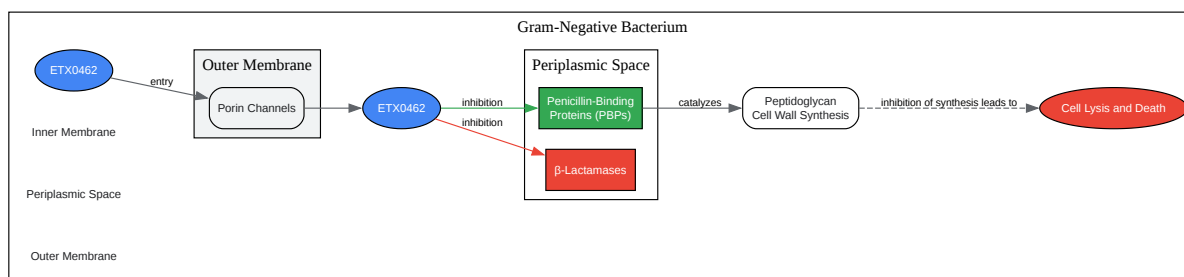 Gram-Negative Bacterium
ETX0462
entry
Outer Membrane
Porin Channels
ETX0462
inhibition
inhibition
Periplasmic Space
Penicillin-Binding
Proteins (PBPs)
β-Lactamases
catalyzes
Peptidoglycan
Cell Wall Synthesis
inhibition of synthesis leads to
Cell Lysis and Death
Inner Membrane
Periplasmic Space
Outer Membrane